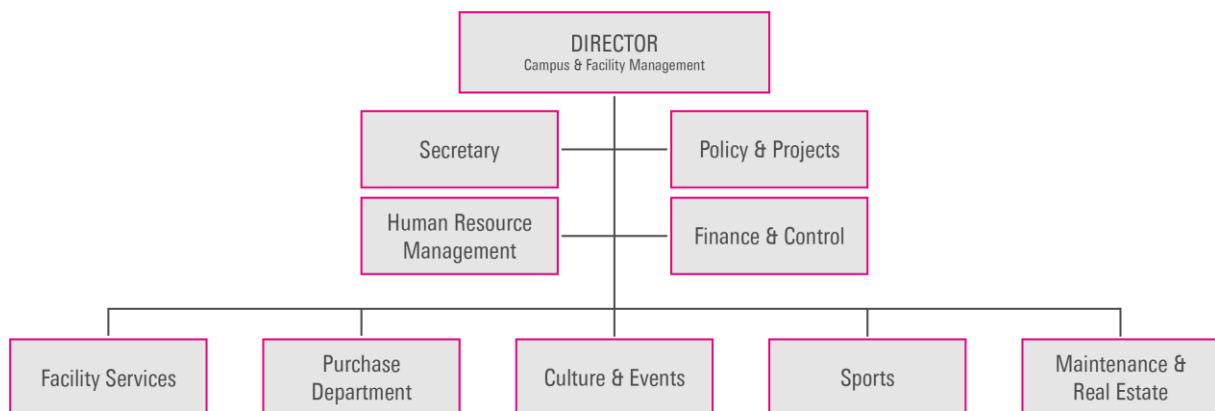 DIRECTOR
Campus & Facility Management
Secretary
Policy & Projects
Human Resource
Management
Finance & Control
Facility Services
Purchase
Department
Culture & Events
Sports
Maintenance &
Real Estate